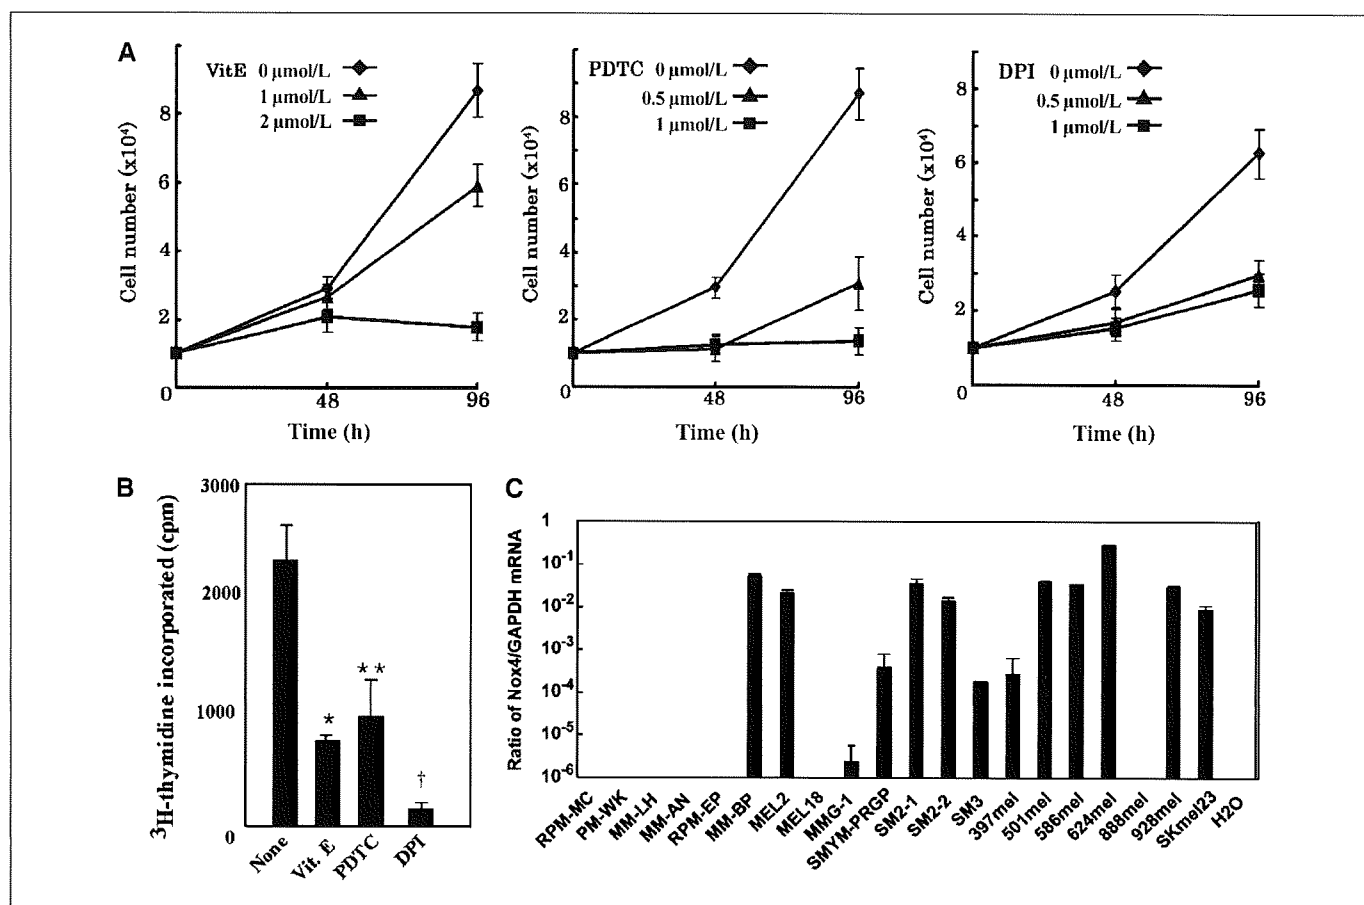 A
VitE 0 µmol/L
1 µmol/L
2 µmol/L
Cell number (x10⁴)
8
6
4
2
0
48
96
Time (h)
PDTC 0 µmol/L
0.5 µmol/L
1 µmol/L
Cell number (x10⁴)
8
6
4
2
0
48
96
Time (h)
DPI 0 µmol/L
0.5 µmol/L
1 µmol/L
Cell number (x10⁴)
8
6
4
2
0
48
96
Time (h)
B
³H-thymidine incorporated (cpm)
3000
2000
1000
0
*
**
†
None
Vit. E
PDTC
DPI
C
Ratio of Nox4/GAPDH mRNA
1
10⁻¹
10⁻²
10⁻³
10⁻⁴
10⁻⁵
10⁻⁶
RPM-MC
PM-WK
MM-LH
MM-AN
RPM-EP
MM-BP
MEL2
MEL18
MMG-1
SMYM-PRGP
SM2-1
SM2-2
SM3
397mel
501mel
586mel
624mel
888mel
928mel
SKmel23
H2O